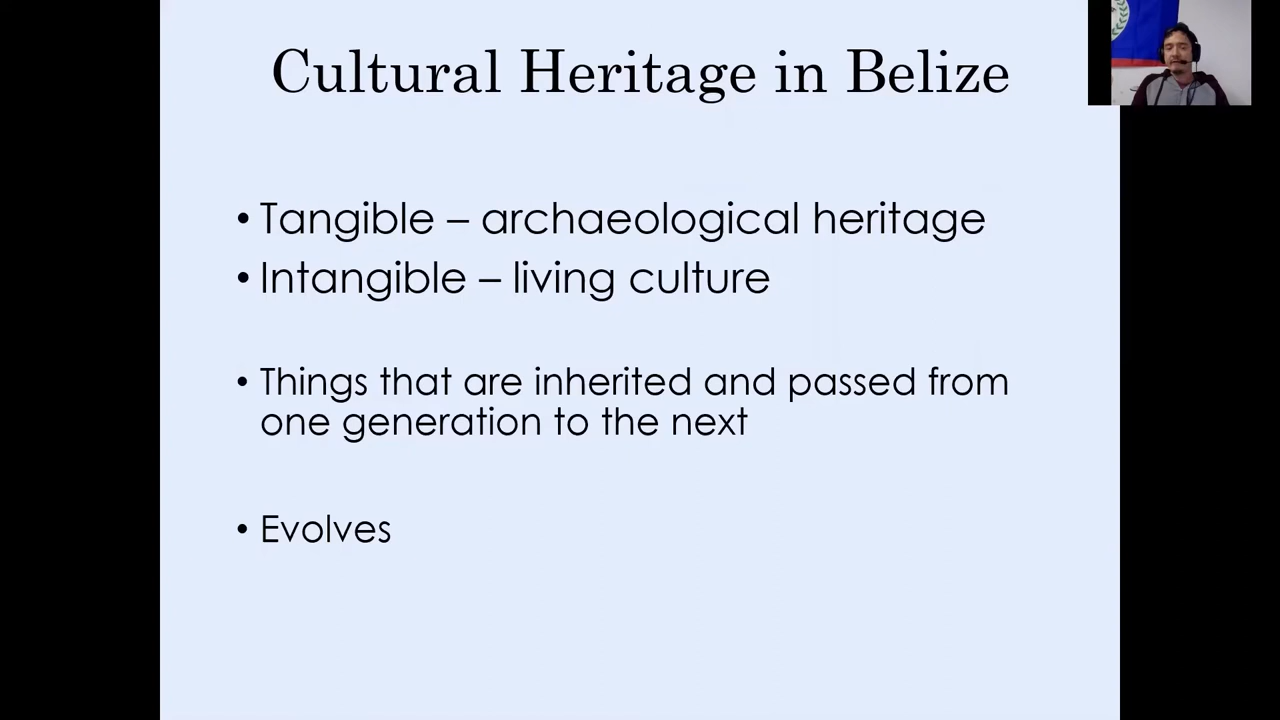 Cultural Heritage in Belize
• Tangible – archaeological heritage
• Intangible – living culture
• Things that are inherited and passed from
one generation to the next
• Evolves